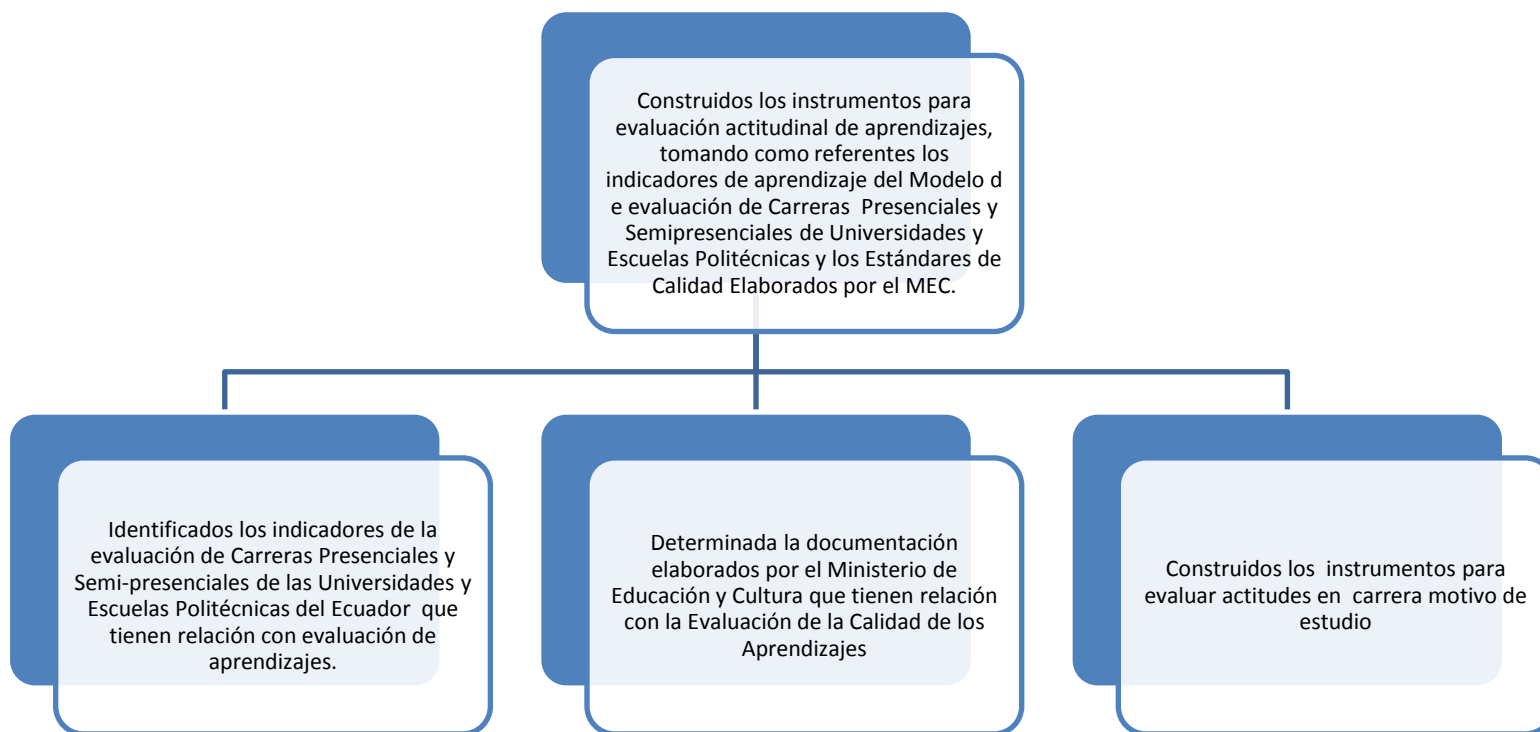 Construidos los instrumentos para
evaluación actitudinal de aprendizajes,
tomando como referentes los
indicadores de aprendizaje del Modelo d
e evaluación de Carreras  Presenciales y
Semipresenciales de Universidades y
Escuelas Politécnicas y los Estándares de
Calidad Elaborados por el MEC.
Identificados los indicadores de la
evaluación de Carreras Presenciales y
Semi-presenciales de las Universidades y
Escuelas Politécnicas del Ecuador  que
tienen relación con evaluación de
aprendizajes.
Determinada la documentación
elaborados por el Ministerio de
Educación y Cultura que tienen relación
con la Evaluación de la Calidad de los
Aprendizajes
Construidos los  instrumentos para
evaluar actitudes en  carrera motivo de
estudio